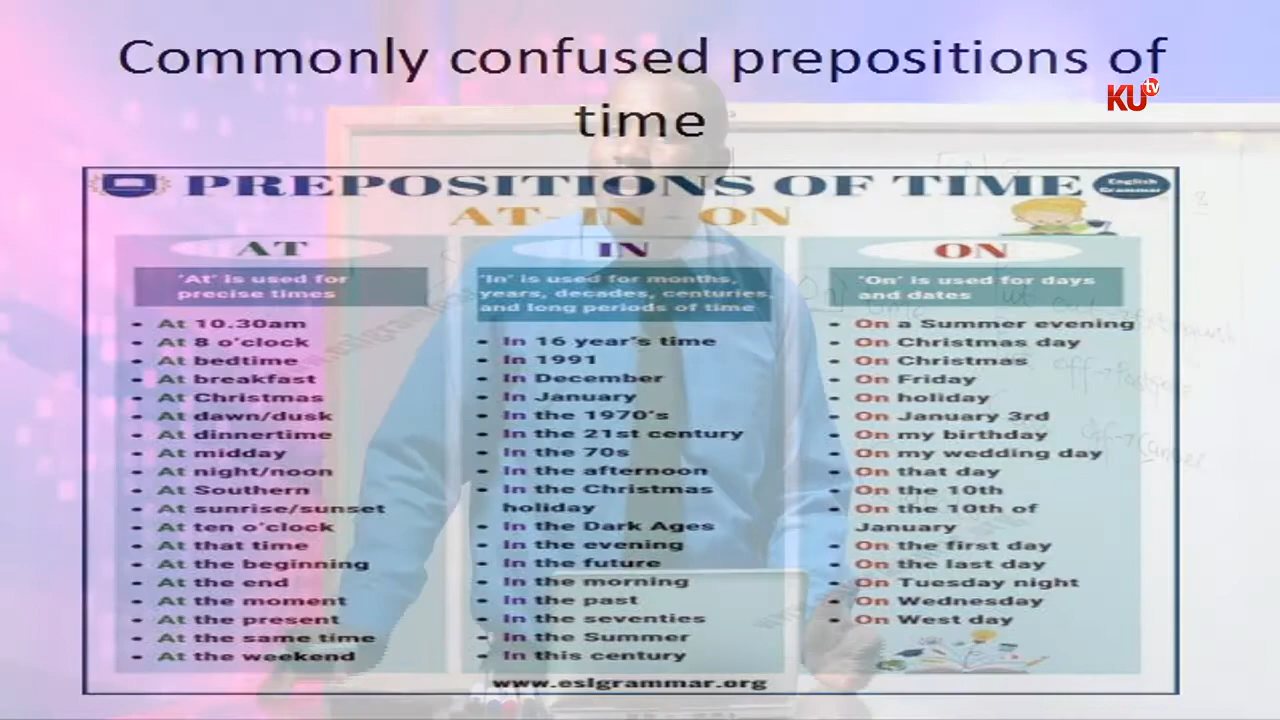 Commonly confused prepositions of
time
KUtv
PREPOSITIONS OF TIME
English
Grammar
AT - IN - ON
AT
'At' is used for
precise times
• At 10.30am
• At 8 o'clock
• At bedtime
• At breakfast
• At Christmas
• At dawn/dusk
• At dinnertime
• At midday
• At night/noon
• At Southern
• At sunrise/sunset
• At ten o'clock
• At that time
• At the beginning
• At the end
• At the moment
• At the present
• At the same time
• At the weekend
IN
'In' is used for months,
years, decades, centuries,
and long periods of time
• In 16 year's time
• In 1991
• In December
• In January
• In the 1970's
• In the 21st century
• In the 70s
• In the afternoon
• In the Christmas
holiday
• In the Dark Ages
• In the evening
• In the future
• In the morning
• In the past
• In the seventies
• In the Summer
• In this century
ON
'On' is used for days
and dates
• On a Summer evening
• On Christmas day
• On Christmas
• On Friday
• On holiday
• On January 3rd
• On my birthday
• On my wedding day
• On that day
• On the 10th
• On the 10th of
January
• On the first day
• On the last day
• On Tuesday night
• On Wednesday
• On West day
www.eslgrammar.org